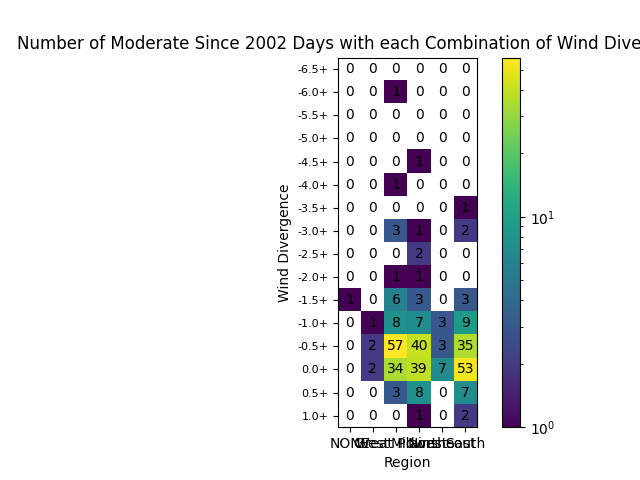 Number of Moderate Since 2002 Days with each Combination of Wind Dive
-6.5+ 0 0 0 0 0 0
-6.0+ 0 0 1 0 0 0
-5.5+ 0 0 0 0 0 0
-5.0+ 0 0 0 0 0 0
-4.5+ 0 0 0 1 0 0
-4.0+ 0 0 1 0 0 0
-3.5+ 0 0 0 0 0 1
-3.0+ 0 0 3 1 0 2
-2.5+ 0 0 0 2 0 0
-2.0+ 0 0 1 1 0 0
-1.5+ 1 0 6 3 0 3
-1.0+ 0 1 8 7 3 9
-0.5+ 0 2 57 40 3 35
0.0+ 0 2 34 39 7 53
0.5+ 0 0 3 8 0 7
1.0+ 0 0 0 1 0 2
Wind Divergence
Region
10¹
10⁰